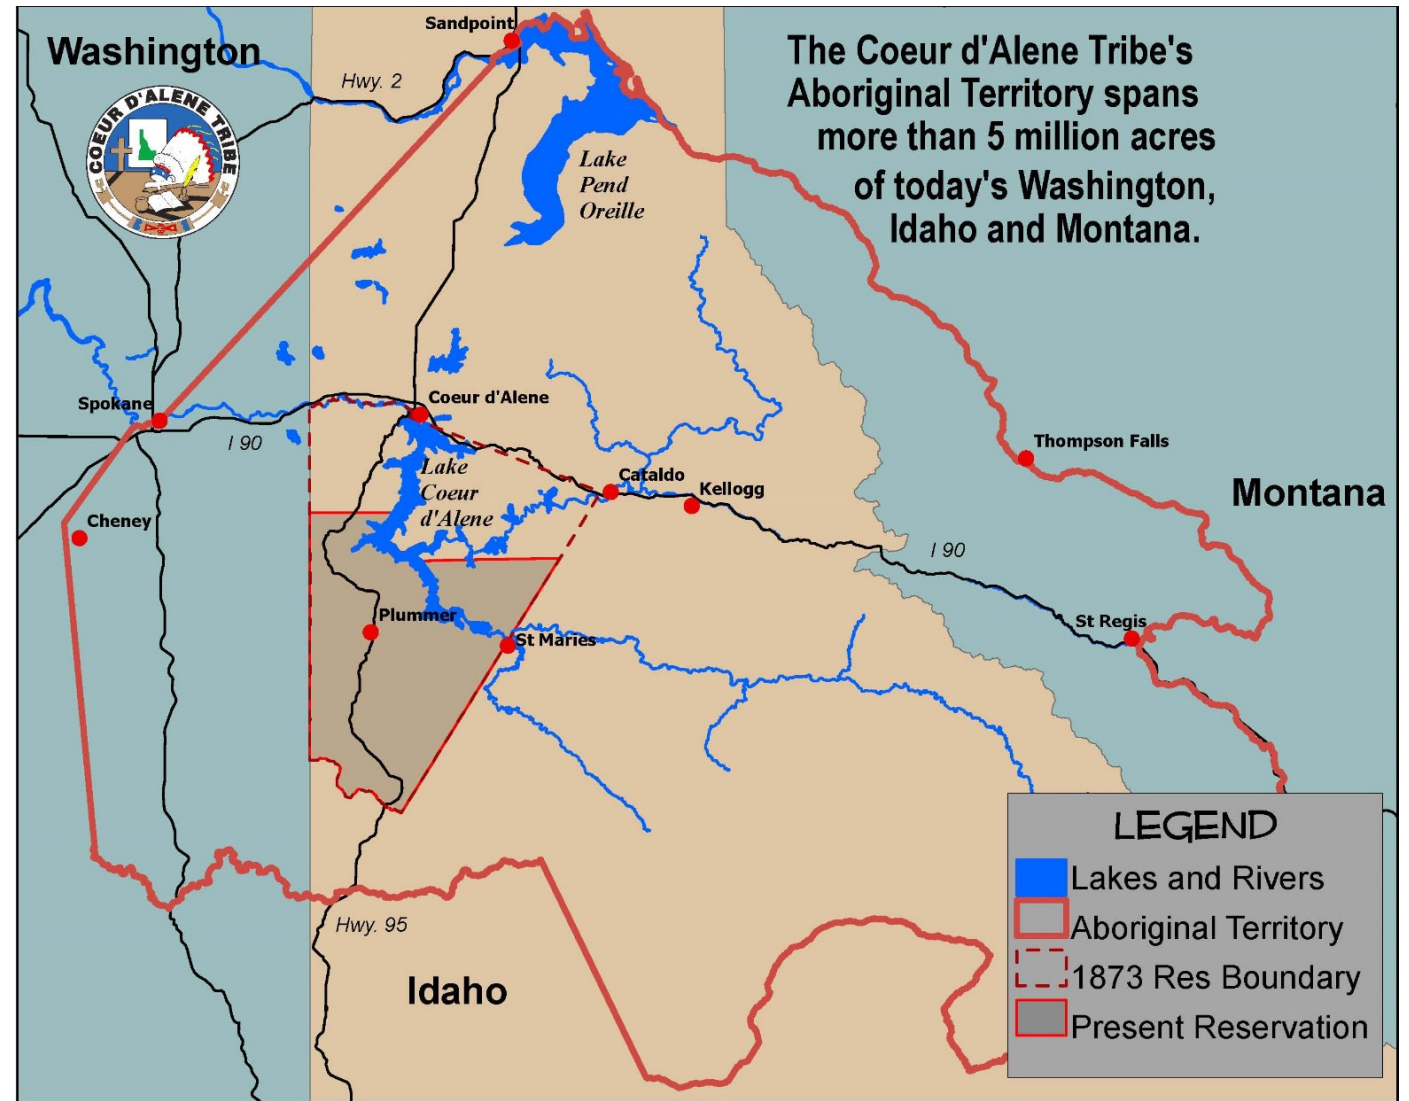 Sandpoint
Washington
Hwy. 2
The Coeur d'Alene Tribe's
Aboriginal Territory spans
more than 5 million acres
of today's Washington,
Idaho and Montana.
COEUR D'ALENE TRIBE
Lake
Pend
Oreille
Spokane
Coeur d'Alene
I 90
Thompson Falls
Lake
Coeur
d'Alene
Cataldo
Kellogg
Montana
Cheney
I 90
Plummer
St Maries
St Regis
Hwy. 95
Idaho
LEGEND
Lakes and Rivers
Aboriginal Territory
1873 Res Boundary
Present Reservation